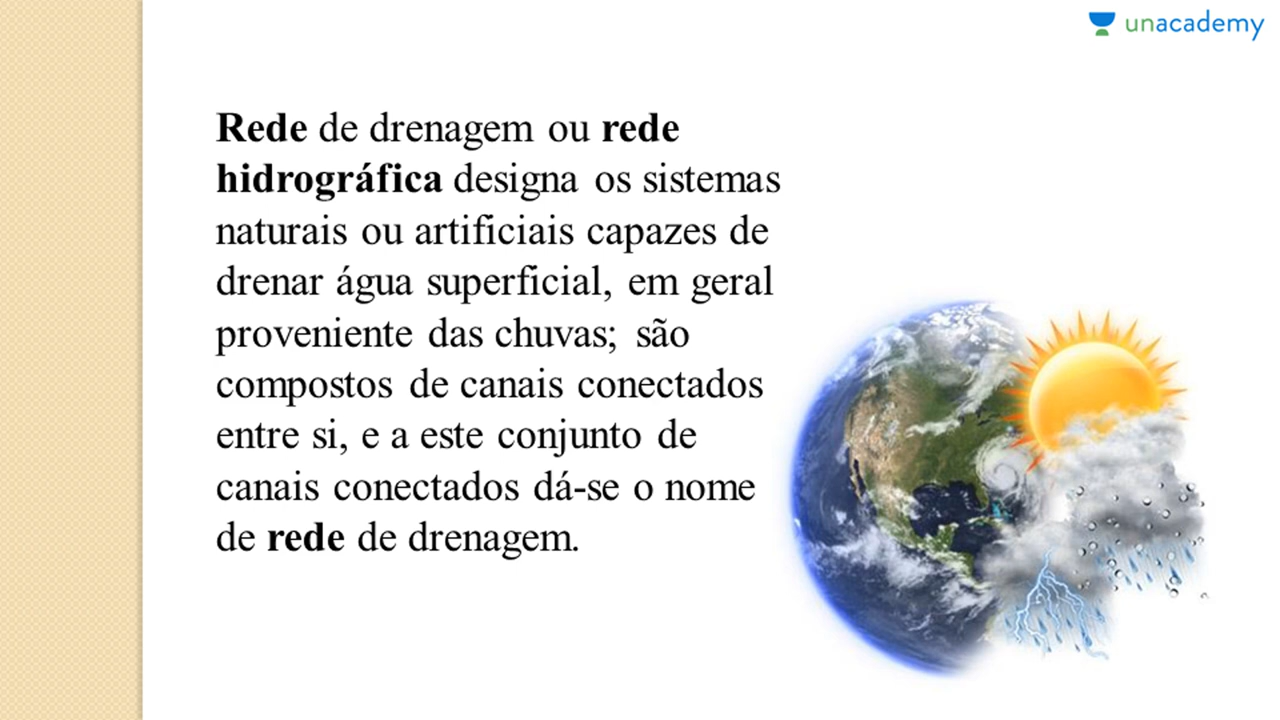 unacademy
Rede de drenagem ou rede
hidrográfica designa os sistemas
naturais ou artificiais capazes de
drenar água superficial, em geral
proveniente das chuvas; são
compostos de canais conectados
entre si, e a este conjunto de
canais conectados dá-se o nome
de rede de drenagem.